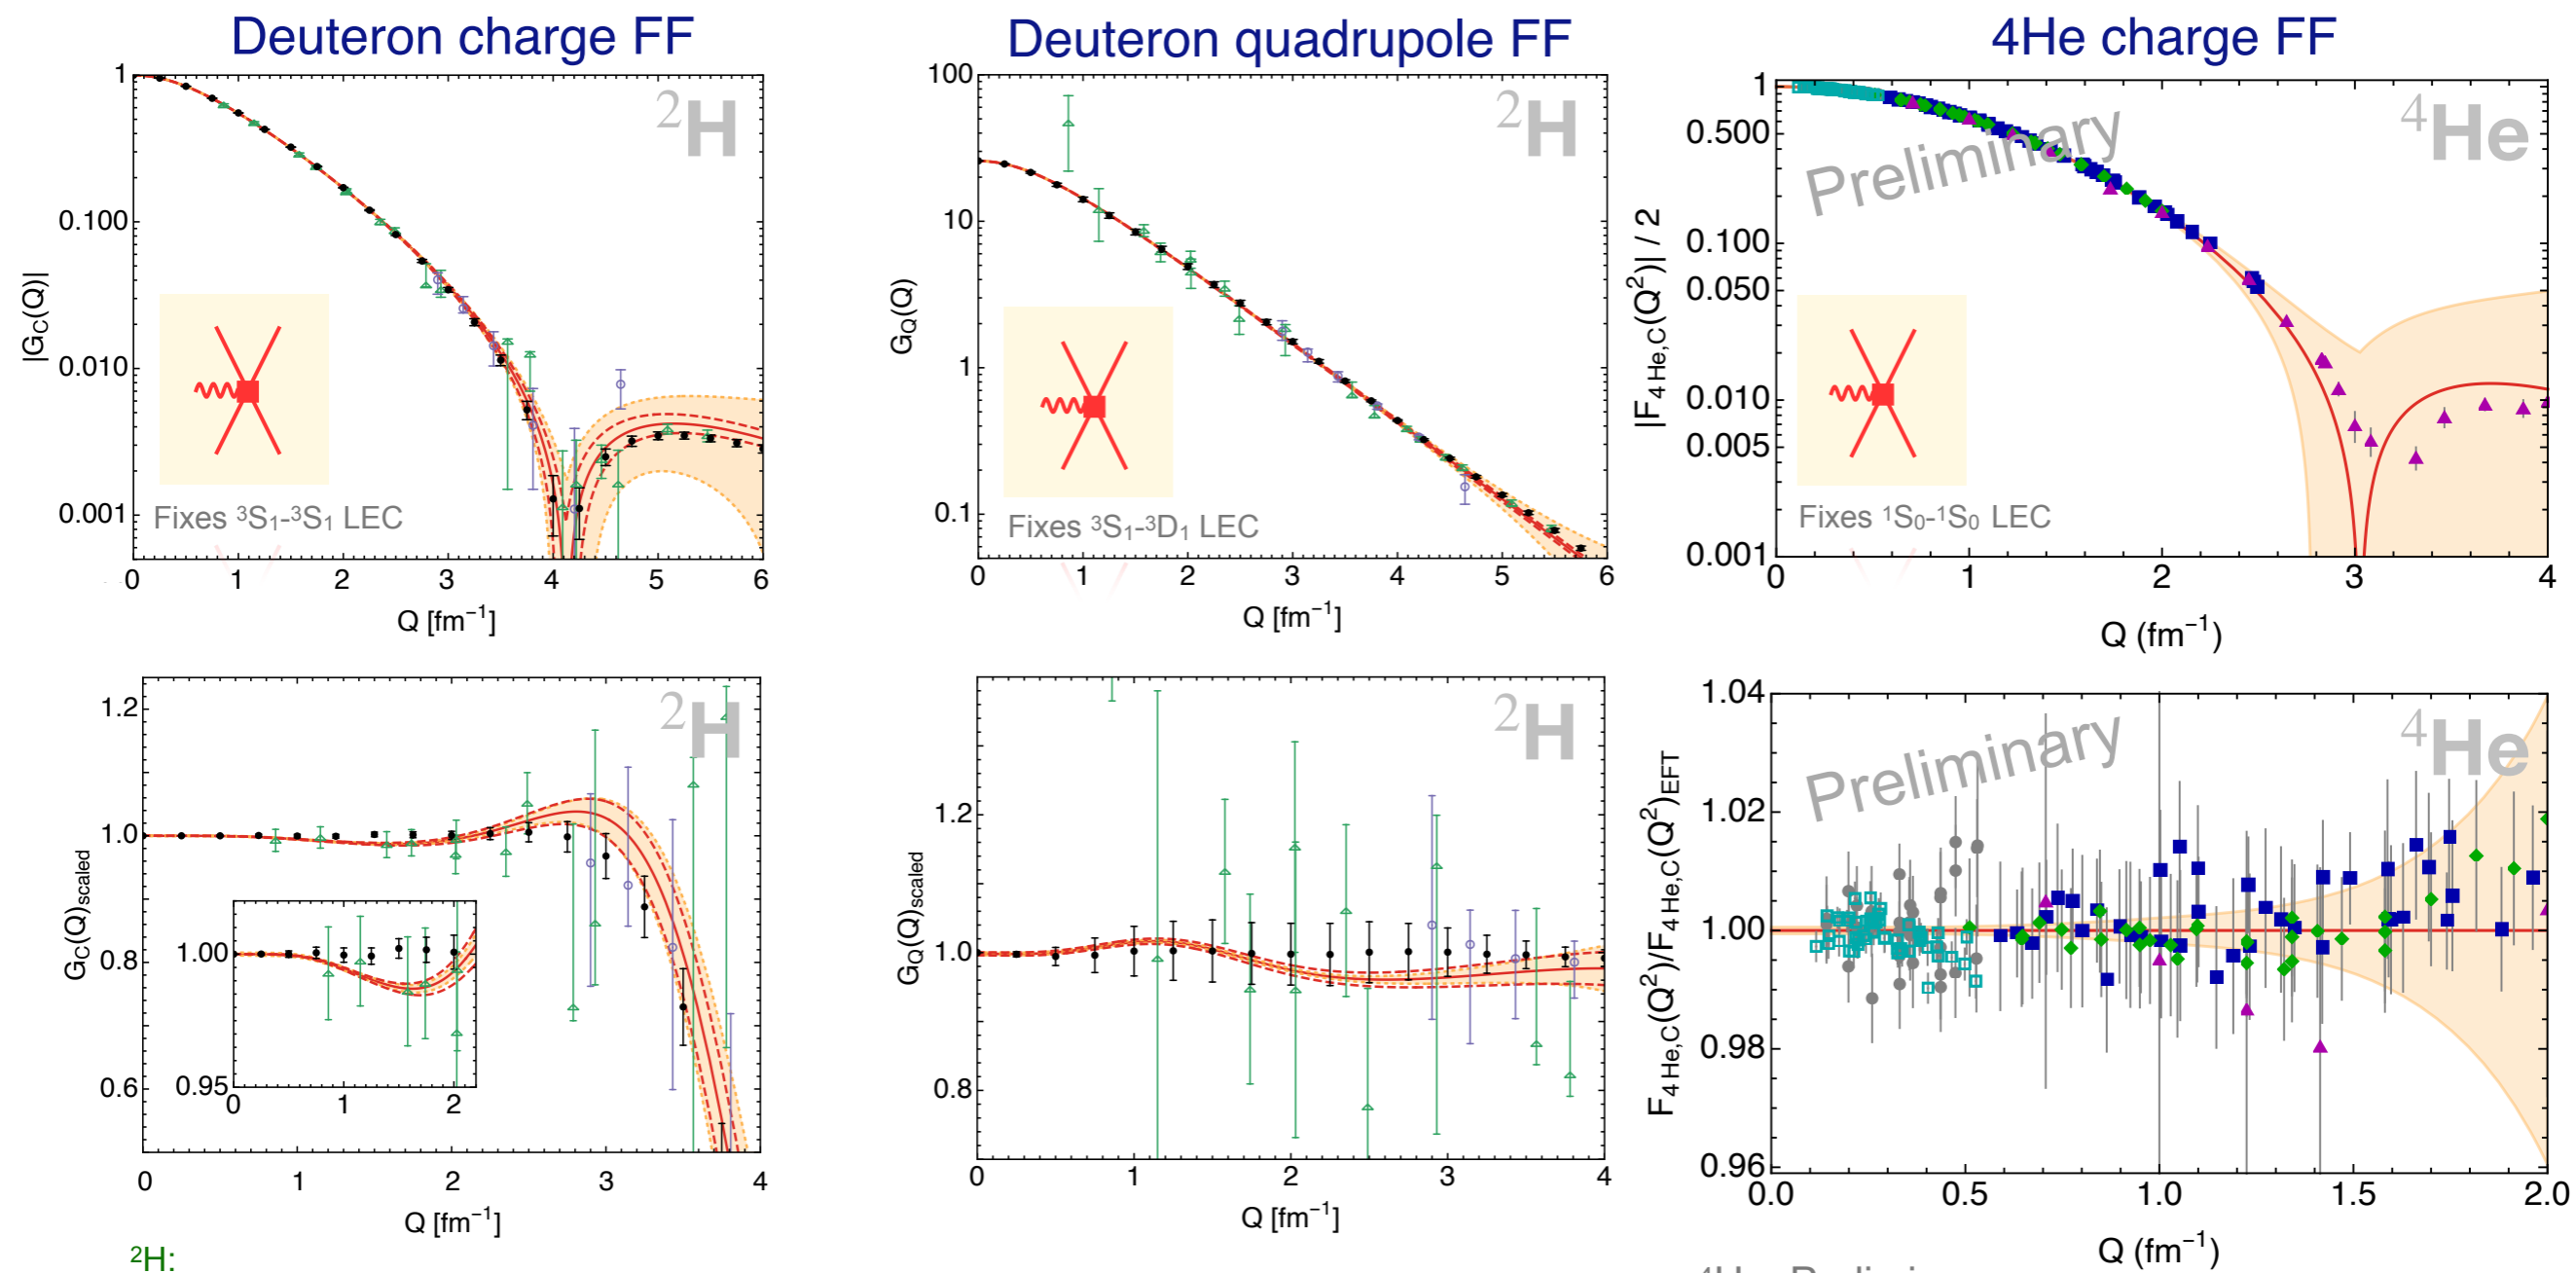 Deuteron charge FF
Deuteron quadrupole FF
4He charge FF
1
0.100
0.010
0.001
|G_C(Q)|
²H
Fixes ³S₁-³S₁ LEC
0 1 2 3 4 5 6
Q [fm⁻¹]
100
10
1
0.1
G_Q(Q)
²H
Fixes ³S₁-³D₁ LEC
0 1 2 3 4 5 6
Q [fm⁻¹]
1
0.500
0.100
0.050
0.010
0.005
0.001
|F_4He,C(Q²)| / 2
Preliminary
⁴He
Fixes ¹S₀-¹S₀ LEC
0 1 2 3 4
Q (fm⁻¹)
1.2
1.0
0.8
0.6
G_C(Q)_scaled
²H
1.00
0.95
0 1 2
0 1 2 3 4
Q [fm⁻¹]
1.2
1.0
0.8
G_Q(Q)_scaled
²H
0 1 2 3 4
Q [fm⁻¹]
1.04
1.02
1.00
0.98
0.96
F_4He,C(Q²)/F_4He,C(Q²)_EFT
Preliminary
⁴He
0.0 0.5 1.0 1.5 2.0
Q (fm⁻¹)
²H: